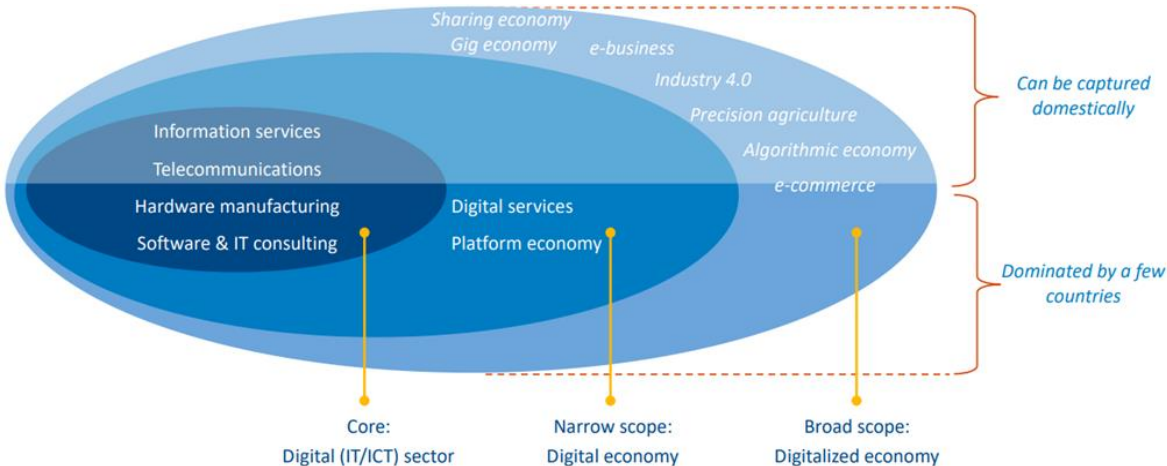 Sharing economy
Gig economy
e-business
Industry 4.0
Precision agriculture
Algorithmic economy
e-commerce
Information services
Telecommunications
Hardware manufacturing
Software & IT consulting
Digital services
Platform economy
Can be captured
domestically
Dominated by a few
countries
Core:
Digital (IT/ICT) sector
Narrow scope:
Digital economy
Broad scope:
Digitalized economy